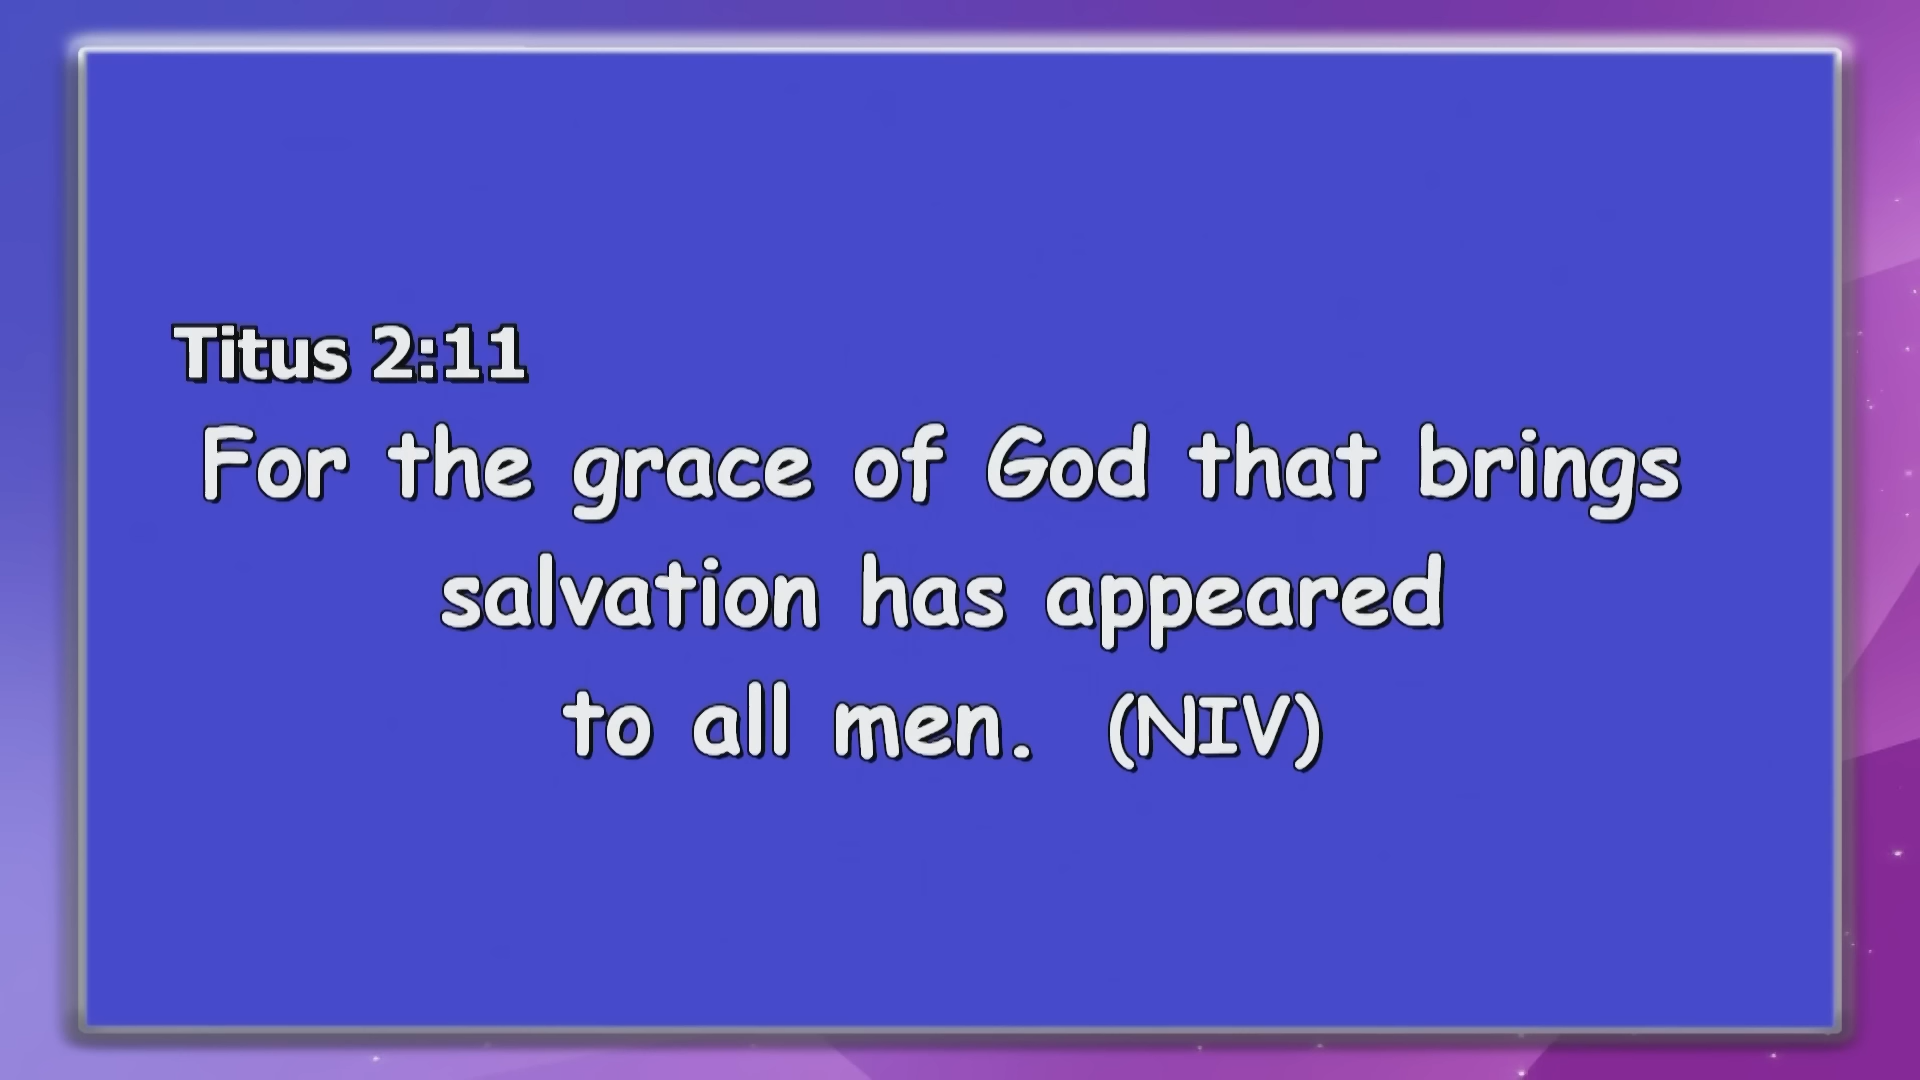 Titus 2:11
For the grace of God that brings
salvation has appeared
to all men. (NIV)